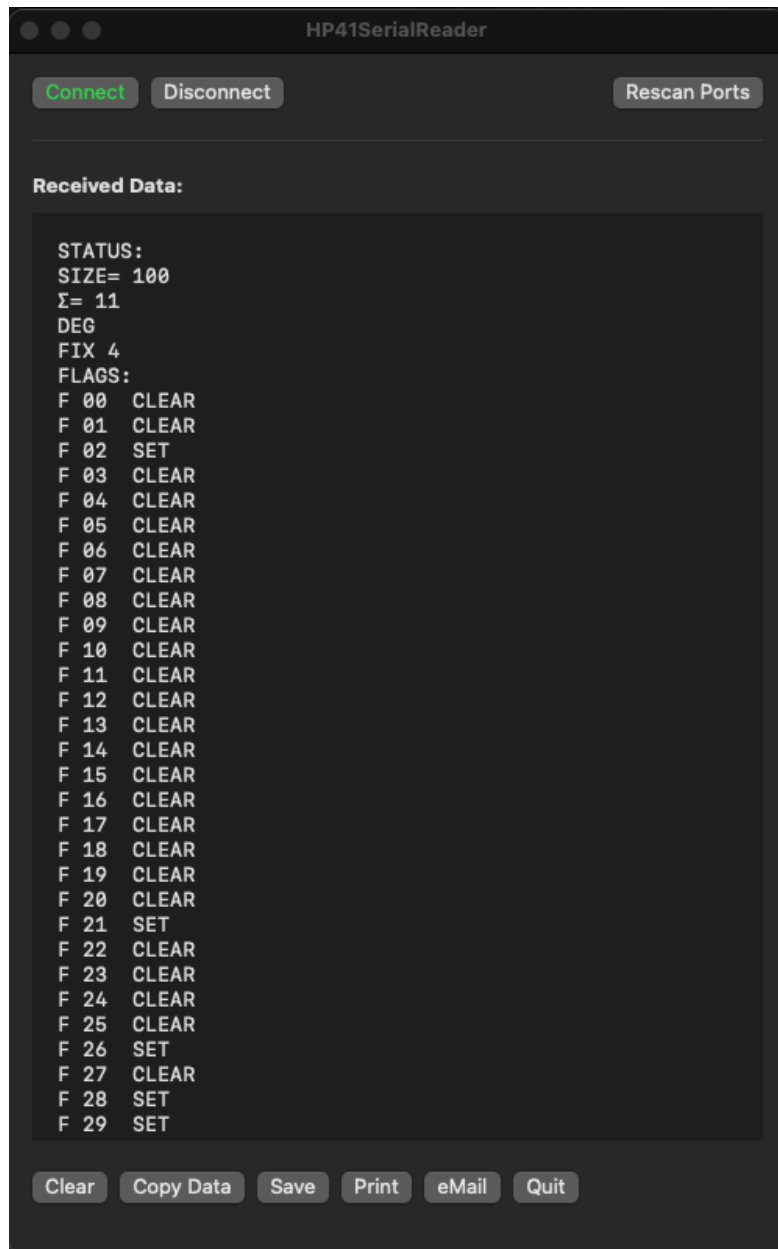 HP41SerialReader
Connect Disconnect Rescan Ports
Received Data:
STATUS:
SIZE= 100
Σ= 11
DEG
FIX 4
FLAGS:
F 00 CLEAR
F 01 CLEAR
F 02 SET
F 03 CLEAR
F 04 CLEAR
F 05 CLEAR
F 06 CLEAR
F 07 CLEAR
F 08 CLEAR
F 09 CLEAR
F 10 CLEAR
F 11 CLEAR
F 12 CLEAR
F 13 CLEAR
F 14 CLEAR
F 15 CLEAR
F 16 CLEAR
F 17 CLEAR
F 18 CLEAR
F 19 CLEAR
F 20 CLEAR
F 21 SET
F 22 CLEAR
F 23 CLEAR
F 24 CLEAR
F 25 CLEAR
F 26 SET
F 27 CLEAR
F 28 SET
F 29 SET
Clear Copy Data Save Print eMail Quit